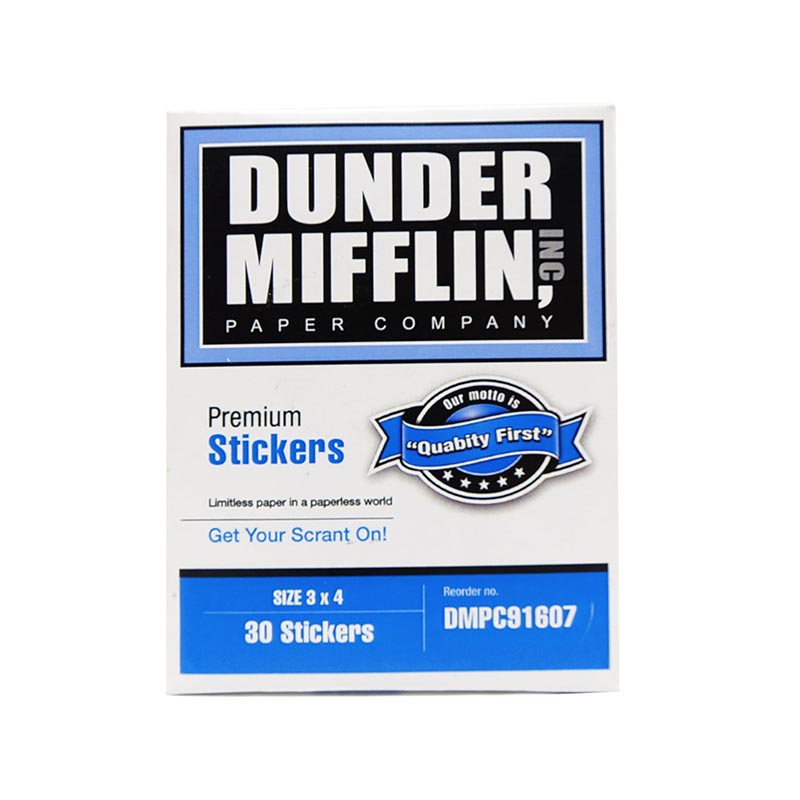 DUNDER
MIFFLIN, INC
PAPER COMPANY
Our motto is
"Quabity First"
Premium
Stickers
Limitless paper in a paperless world
Get Your Scrant On!
SIZE 3 x 4
30 Stickers
Reorder no.
DMPC91607